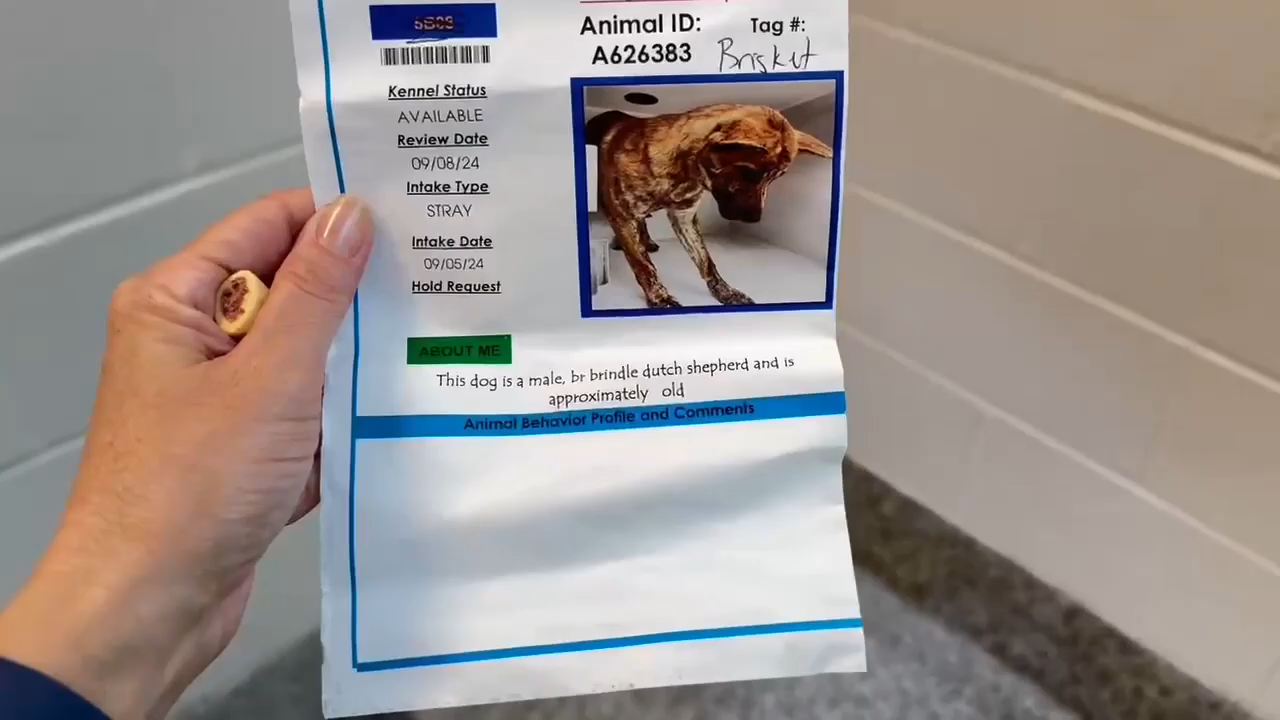 Animal ID:
Tag #:
A626383
Briskut
Kennel Status
AVAILABLE
Review Date
09/08/24
Intake Type
STRAY
Intake Date
09/05/24
Hold Request
ABOUT ME
This dog is a male, br brindle dutch shepherd and is
approximately old
Animal Behavior Profile and Comments